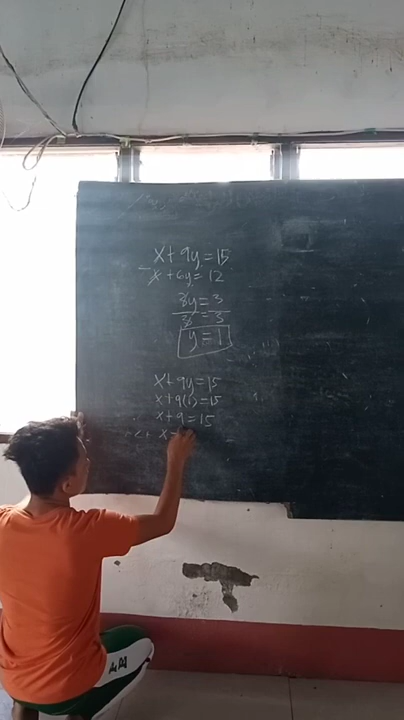 x + 9y = 15
- x + 6y = 12
3y = 3
3 = 3
y = 1
x + 9y = 15
x + 9(1) = 15
x + 9 = 15
x =